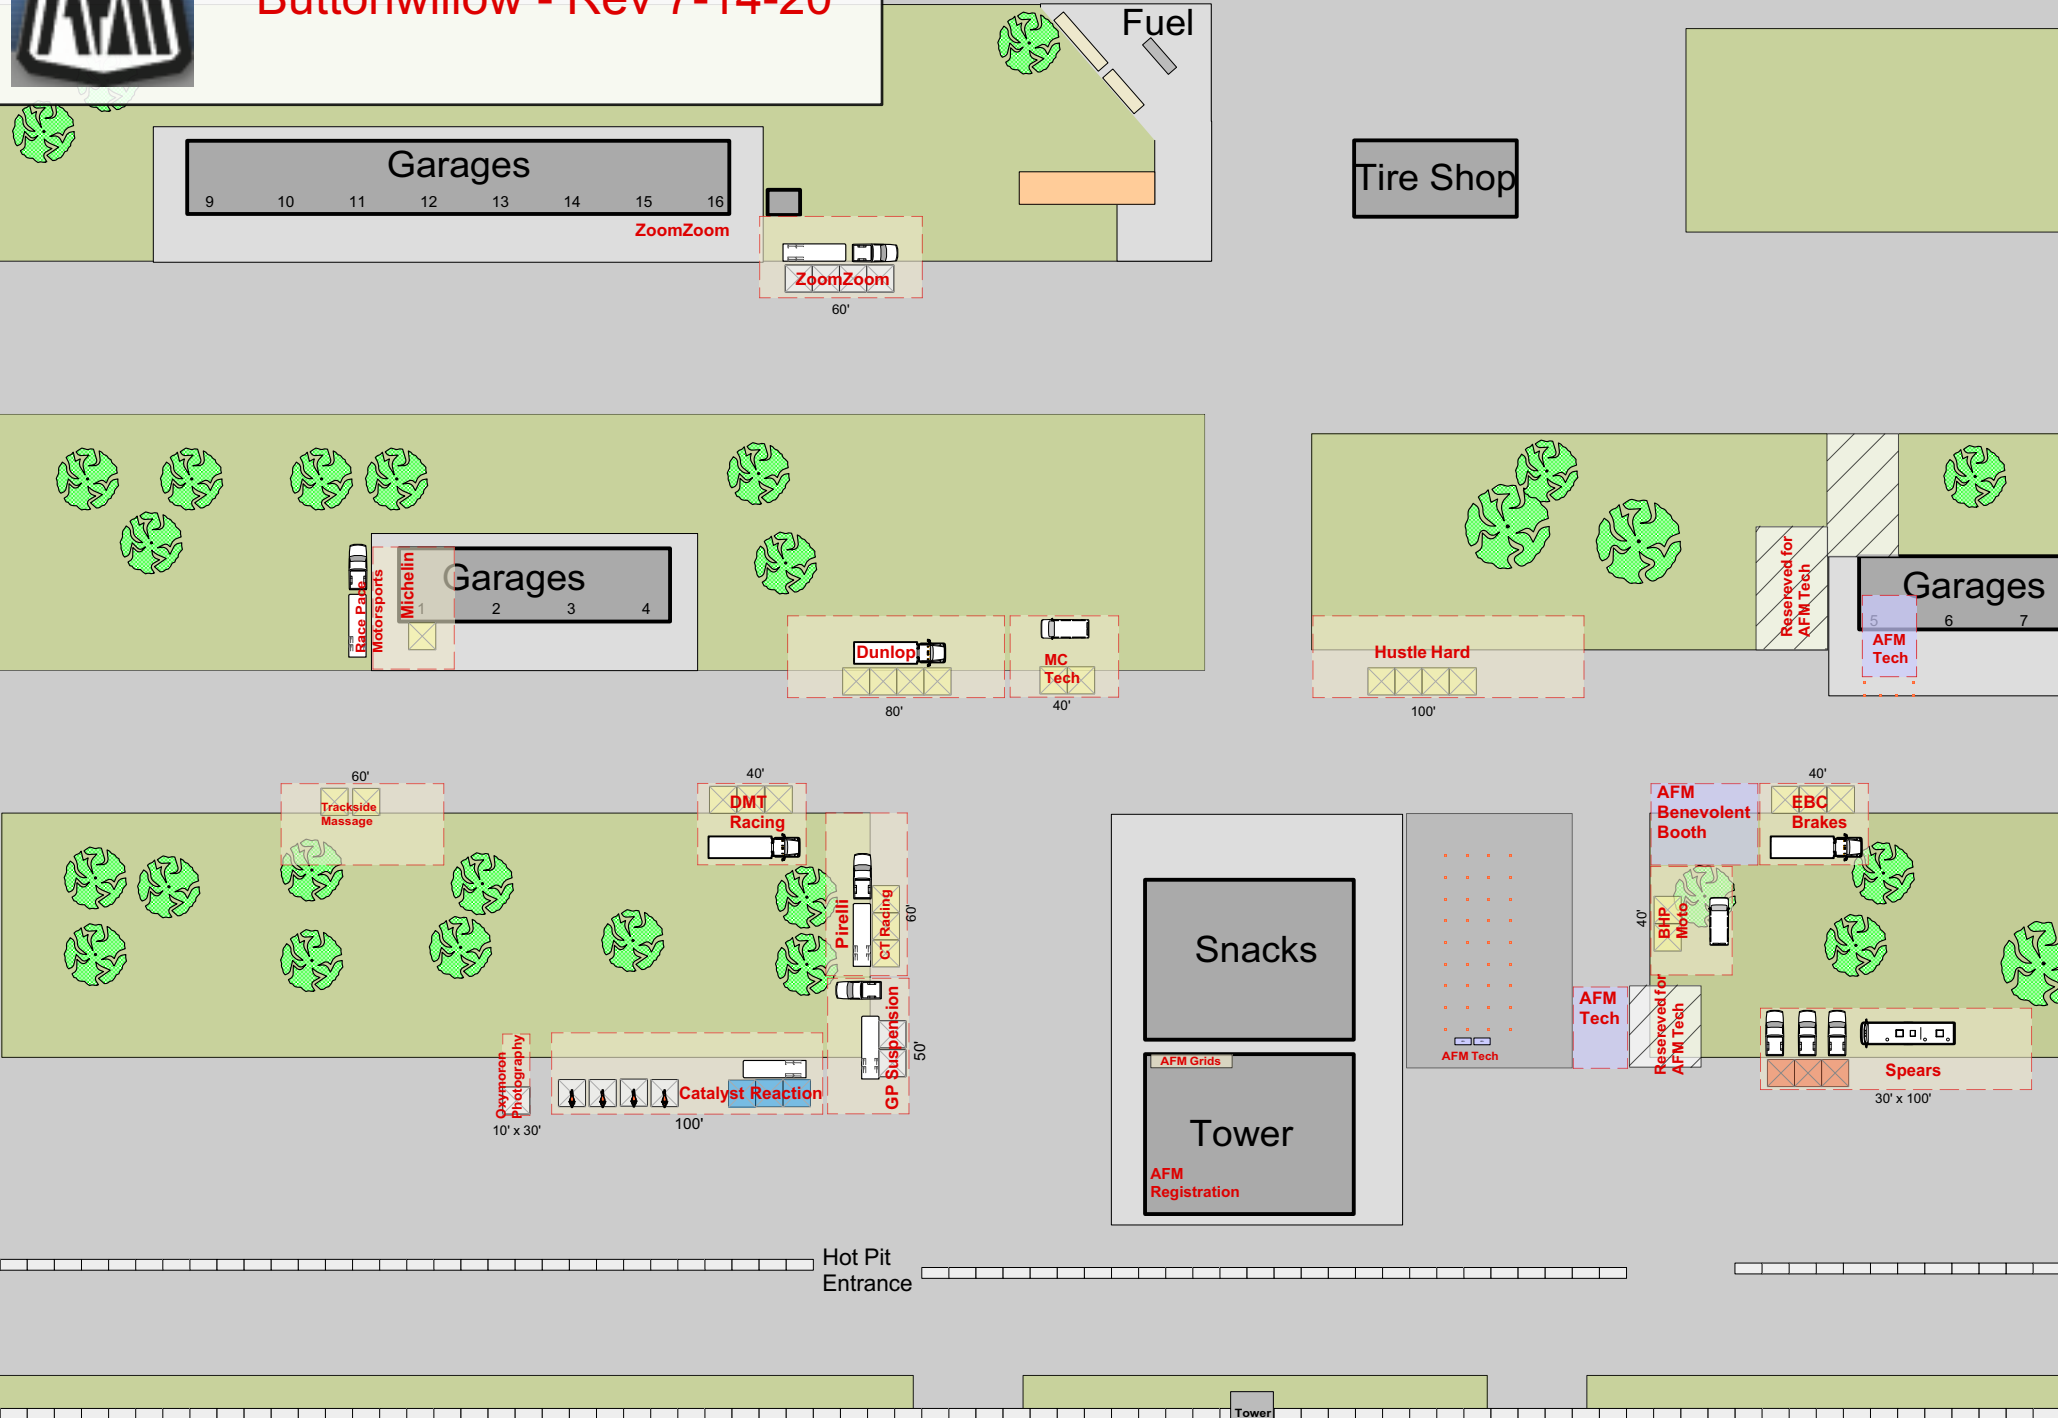 Buttonwillow - Rev 7-14-20
Fuel
Garages
9 10 11 12 13 14 15 16
ZoomZoom
ZoomZoom
60'
Tire Shop
Race Pace
Motorsports
Michelin
Garages
1 2 3 4
Dunlop
80'
MC
Tech
40'
Hustle Hard
100'
Resereved for
AFM Tech
Garages
5 6 7
AFM
Tech
60'
Trackside
Massage
40'
DMT
Racing
Pirelli
CT Racing
60'
GP Suspension
50'
Oxymoron
Photography
10' x 30'
Catalyst Reaction
100'
Snacks
AFM Grids
Tower
AFM
Registration
AFM Tech
AFM
Tech
Resereved for
AFM Tech
AFM
Benevolent
Booth
40'
EBC
Brakes
40'
BHP
Moto
Spears
30' x 100'
Hot Pit
Entrance
Tower